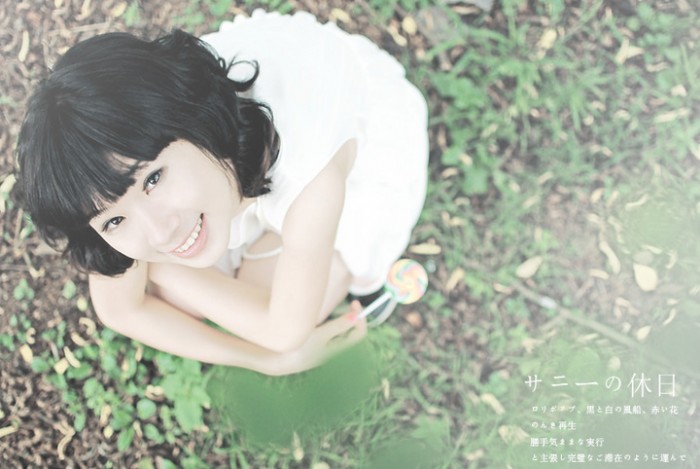 サニーの休日
ロリポップ、黒と白の風船、赤い花
のんき再生
勝手気ままな実行
と主張し完璧なご滞在のように運んで